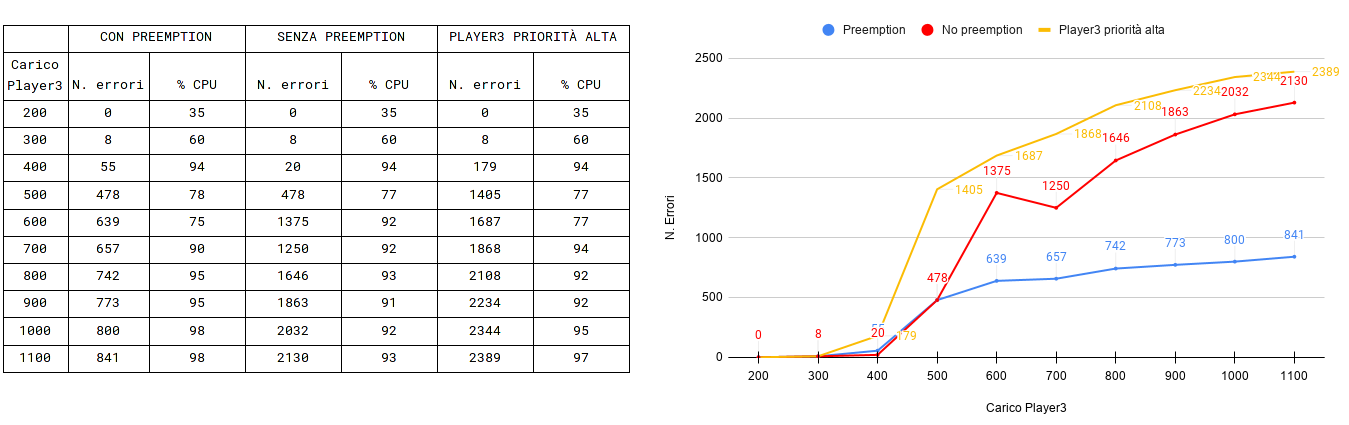 CON PREEMPTION SENZA PREEMPTION PLAYER3 PRIORITÀ ALTA
Carico
Player3 N. errori % CPU N. errori % CPU N. errori % CPU
200 0 35 0 35 0 35
300 8 60 8 60 8 60
400 55 94 20 94 179 94
500 478 78 478 77 1405 77
600 639 75 1375 92 1687 77
700 657 90 1250 92 1868 94
800 742 95 1646 93 2108 92
900 773 95 1863 91 2234 92
1000 800 98 2032 92 2344 95
1100 841 98 2130 93 2389 97
Preemption No preemption Player3 priorità alta
N. Errori
2500
2000
1500
1000
500
0
0 8 55 20 179 478 1405
639 1375 1687
657 1250 1868
742 1646 2108
773 1863 2234
800 2032 2344
841 2130 2389
200 300 400 500 600 700 800 900 1000 1100
Carico Player3